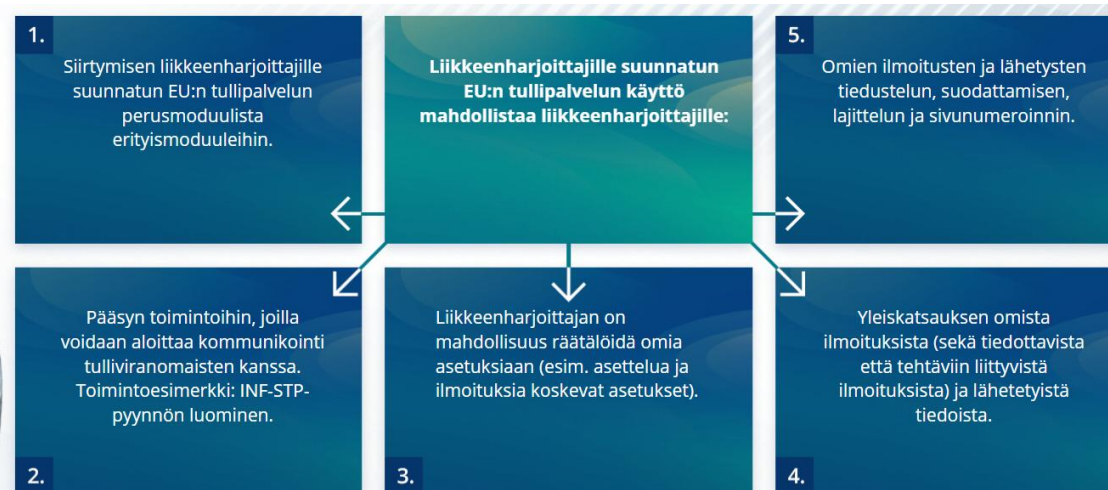 Liikkeenharjoittajille suunnatun
EU:n tullipalvelun käyttö
mahdollistaa liikkeenharjoittajille:
1.
Siirtymisen liikkeenharjoittajille
suunnatun EU:n tullipalvelun
perusmoduulista
erityismoduuleihin.
2.
Pääsyn toimintoihin, joilla
voidaan aloittaa kommunikointi
tulliviranomaisten kanssa.
Toimintoesimerkki: INF-STP-
pyynnön luominen.
3.
Liikkeenharjoittajan on
mahdollisuus räätälöidä omia
asetuksiaan (esim. asettelua ja
ilmoituksia koskevat asetukset).
4.
Yleiskatsauksen omista
ilmoituksista (sekä tiedottavista
että tehtäviin liittyvistä
ilmoituksista) ja lähetetyistä
tiedoista.
5.
Omien ilmoitusten ja lähetysten
tiedustelun, suodattamisen,
lajittelun ja sivunumeroinnin.